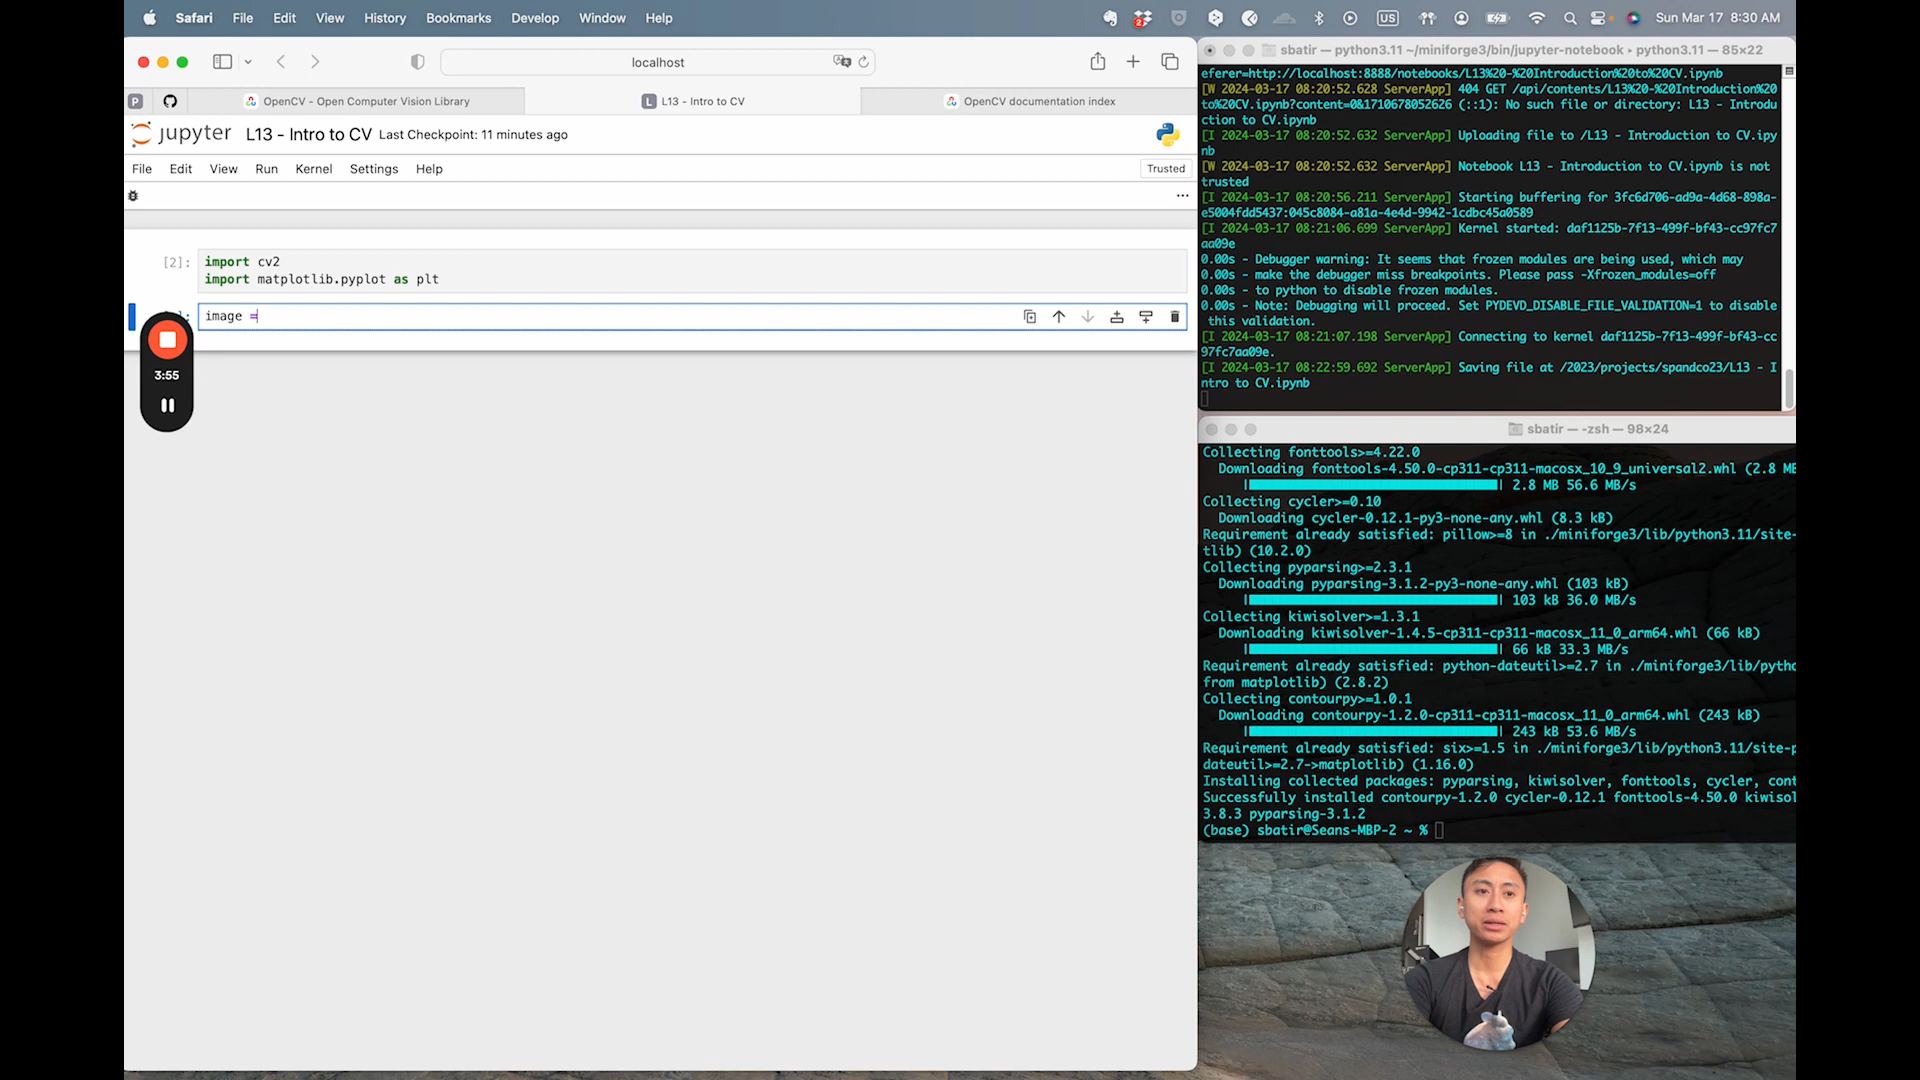 Safari File Edit View History Bookmarks Develop Window Help
2 US Sun Mar 17 8:30 AM
localhost
P OpenCV - Open Computer Vision Library L L13 - Intro to CV OpenCV documentation index
jupyter L13 - Intro to CV Last Checkpoint: 11 minutes ago
File Edit View Run Kernel Settings Help Trusted
[2]: import cv2
import matplotlib.pyplot as plt
image =
3:55
sbatir — python3.11 ~/miniforge3/bin/jupyter-notebook ▸ python3.11 — 85×22
eferer=http://localhost:8888/notebooks/L13%20-%20Introduction%20to%20CV.ipynb
[W 2024-03-17 08:20:52.628 ServerApp] 404 GET /api/contents/L13%20-%20Introduction%20
to%20CV.ipynb?content=0&1710678052626 (::1): No such file or directory: L13 - Introdu
ction to CV.ipynb
[I 2024-03-17 08:20:52.632 ServerApp] Uploading file to /L13 - Introduction to CV.ipy
nb
[W 2024-03-17 08:20:52.632 ServerApp] Notebook L13 - Introduction to CV.ipynb is not
trusted
[I 2024-03-17 08:20:56.211 ServerApp] Starting buffering for 3fc6d706-ad9a-4d68-898a-
e5004fdd5437:045c8084-a81a-4e4d-9942-1cdbc45a0589
[I 2024-03-17 08:21:06.699 ServerApp] Kernel started: daf1125b-7f13-499f-bf43-cc97fc7
aa09e
0.00s - Debugger warning: It seems that frozen modules are being used, which may
0.00s - make the debugger miss breakpoints. Please pass -Xfrozen_modules=off
0.00s - to python to disable frozen modules.
0.00s - Note: Debugging will proceed. Set PYDEVD_DISABLE_FILE_VALIDATION=1 to disable
this validation.
[I 2024-03-17 08:21:07.198 ServerApp] Connecting to kernel daf1125b-7f13-499f-bf43-cc
97fc7aa09e.
[I 2024-03-17 08:22:59.692 ServerApp] Saving file at /2023/projects/spandco23/L13 - I
ntro to CV.ipynb
sbatir — -zsh — 98×24
Collecting fonttools>=4.22.0
Downloading fonttools-4.50.0-cp311-cp311-macosx_10_9_universal2.whl (2.8 MB
2.8 MB 56.6 MB/s
Collecting cycler>=0.10
Downloading cycler-0.12.1-py3-none-any.whl (8.3 kB)
Requirement already satisfied: pillow>=8 in ./miniforge3/lib/python3.11/site-
tlib) (10.2.0)
Collecting pyparsing>=2.3.1
Downloading pyparsing-3.1.2-py3-none-any.whl (103 kB)
103 kB 36.0 MB/s
Collecting kiwisolver>=1.3.1
Downloading kiwisolver-1.4.5-cp311-cp311-macosx_11_0_arm64.whl (66 kB)
66 kB 33.3 MB/s
Requirement already satisfied: python-dateutil>=2.7 in ./miniforge3/lib/pytho
from matplotlib) (2.8.2)
Collecting contourpy>=1.0.1
Downloading contourpy-1.2.0-cp311-cp311-macosx_11_0_arm64.whl (243 kB)
243 kB 53.6 MB/s
Requirement already satisfied: six>=1.5 in ./miniforge3/lib/python3.11/site-p
dateutil>=2.7->matplotlib) (1.16.0)
Installing collected packages: pyparsing, kiwisolver, fonttools, cycler, cont
Successfully installed contourpy-1.2.0 cycler-0.12.1 fonttools-4.50.0 kiwisol
3.8.3 pyparsing-3.1.2
(base) sbatir@Seans-MBP-2 ~ %